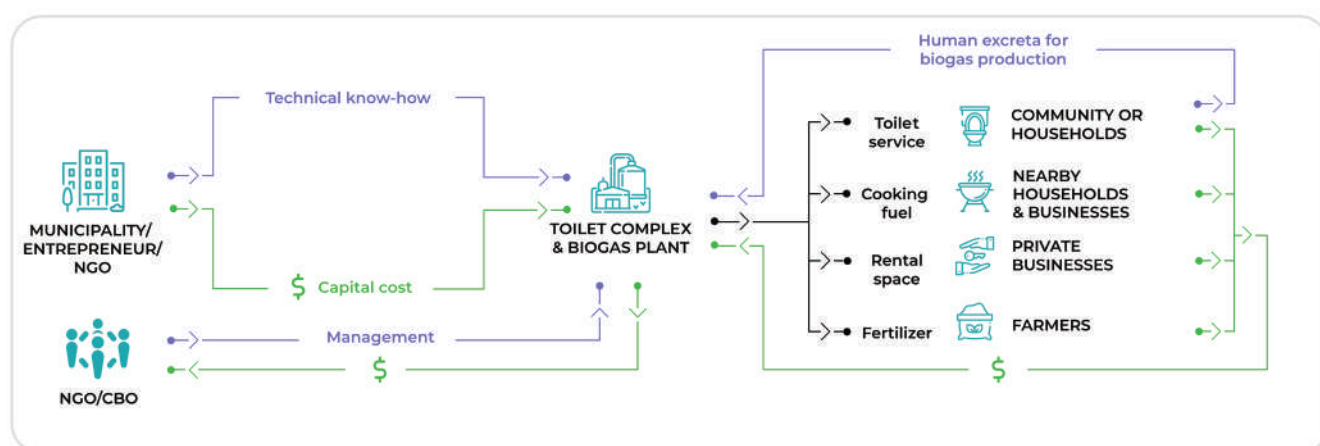 Human excreta for
biogas production
Technical know-how
MUNICIPALITY/
ENTREPRENEUR/
NGO
TOILET COMPLEX
& BIOGAS PLANT
$ Capital cost
Management
$
NGO/CBO
Toilet
service
COMMUNITY OR
HOUSEHOLDS
Cooking
fuel
NEARBY
HOUSEHOLDS
& BUSINESSES
Rental
space
PRIVATE
BUSINESSES
Fertilizer
FARMERS
$